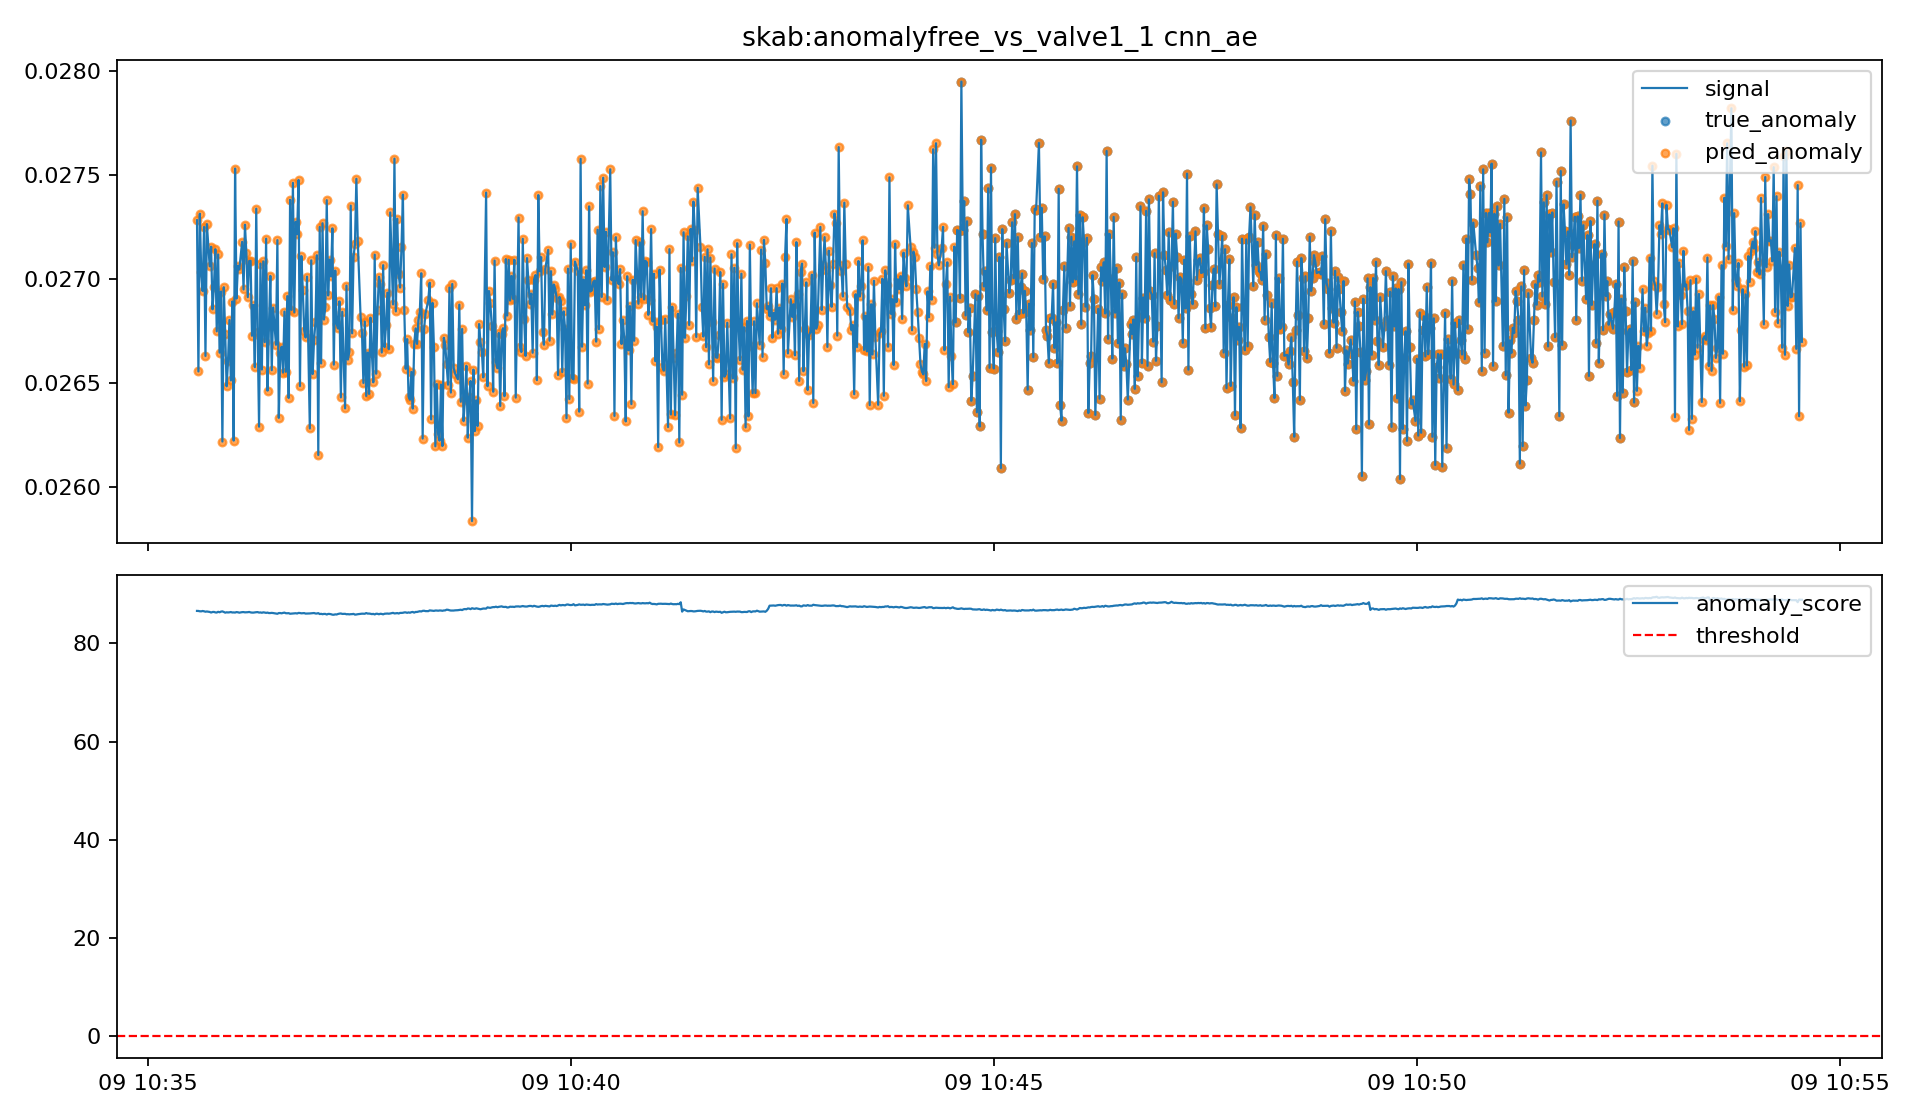 skab:anomalyfree_vs_valve1_1 cnn_ae
0.0280
0.0275
0.0270
0.0265
0.0260
signal
true_anomaly
pred_anomaly
80
60
40
20
0
anomaly_score
threshold
09 10:35
09 10:40
09 10:45
09 10:50
09 10:55